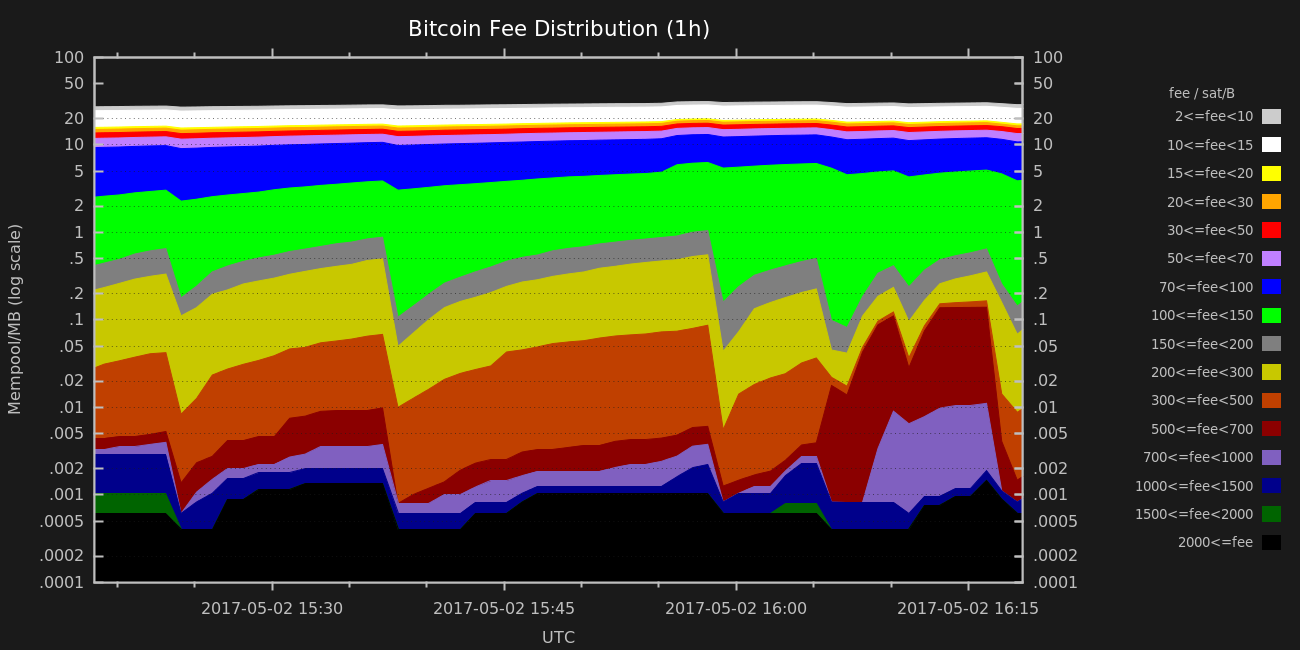 Bitcoin Fee Distribution (1h)
100
50
20
10
5
2
1
.5
.2
.1
.05
.02
.01
.005
.002
.001
.0005
.0002
.0001
Mempool/MB (log scale)
100
50
20
10
5
2
1
.5
.2
.1
.05
.02
.01
.005
.002
.001
.0005
.0002
.0001
2017-05-02 15:30
2017-05-02 15:45
2017-05-02 16:00
2017-05-02 16:15
UTC
fee / sat/B
2<=fee<10
10<=fee<15
15<=fee<20
20<=fee<30
30<=fee<50
50<=fee<70
70<=fee<100
100<=fee<150
150<=fee<200
200<=fee<300
300<=fee<500
500<=fee<700
700<=fee<1000
1000<=fee<1500
1500<=fee<2000
2000<=fee